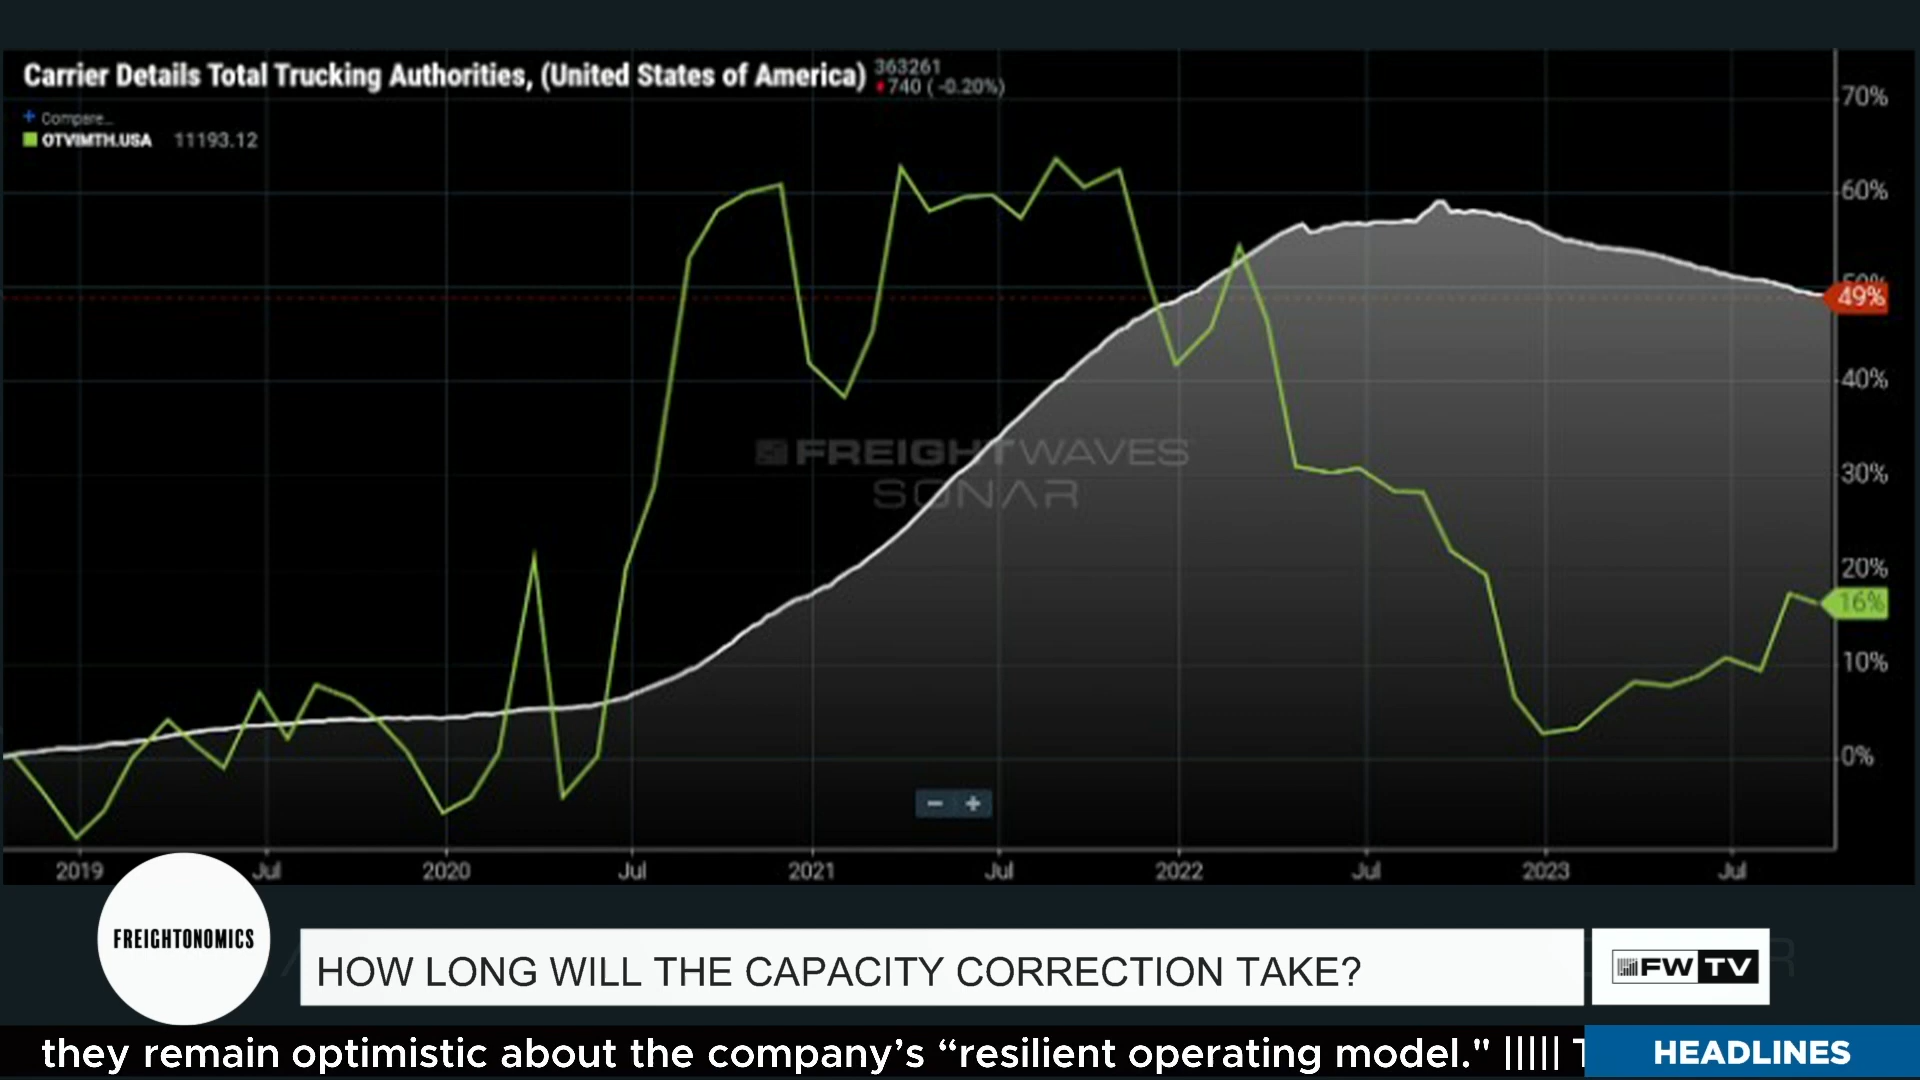 Carrier Details Total Trucking Authorities, (United States of America) 363261
740 (-0.20%)
+ Compare...
OTVIMTH.USA 11193.12
70%
60%
50%
49%
40%
30%
20%
16%
10%
0%
FREIGHTWAVES
SONAR
− +
2019 Jul 2020 Jul 2021 Jul 2022 Jul 2023 Jul
FREIGHTONOMICS
HOW LONG WILL THE CAPACITY CORRECTION TAKE?
FW TV
they remain optimistic about the company's “resilient operating model." ||||| T
HEADLINES